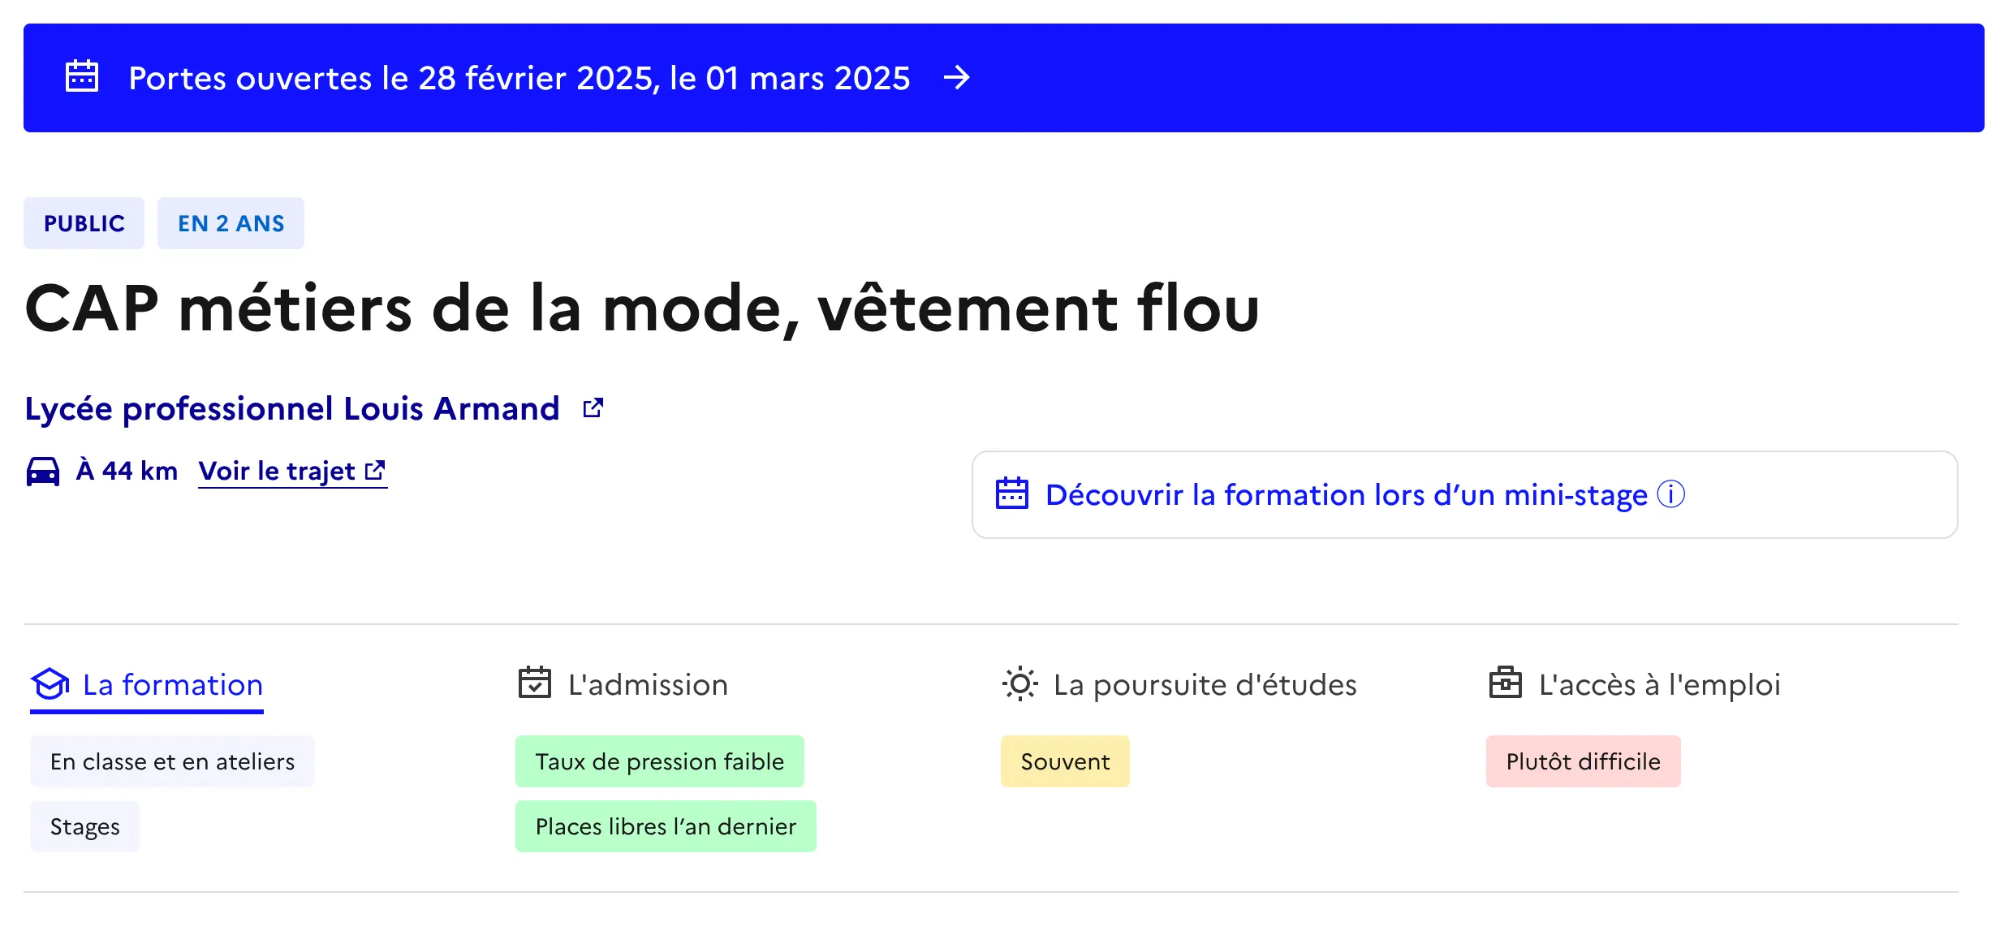 Portes ouvertes le 28 février 2025, le 01 mars 2025
PUBLIC
EN 2 ANS
CAP métiers de la mode, vêtement flou
Lycée professionnel Louis Armand
À 44 km Voir le trajet
Découvrir la formation lors d’un mini-stage
La formation
En classe et en ateliers
Stages
L'admission
Taux de pression faible
Places libres l’an dernier
La poursuite d'études
Souvent
L'accès à l'emploi
Plutôt difficile